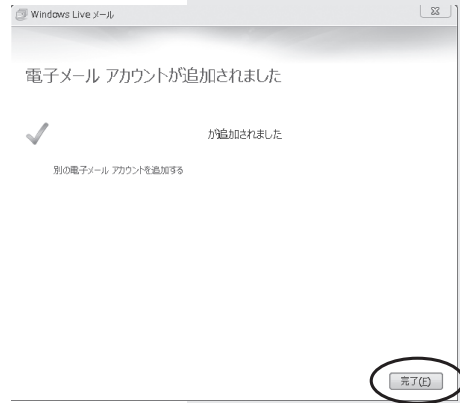 Windows Live メール
電子メール アカウントが追加されました
が追加されました
別の電子メール アカウントを追加する
完了(F)